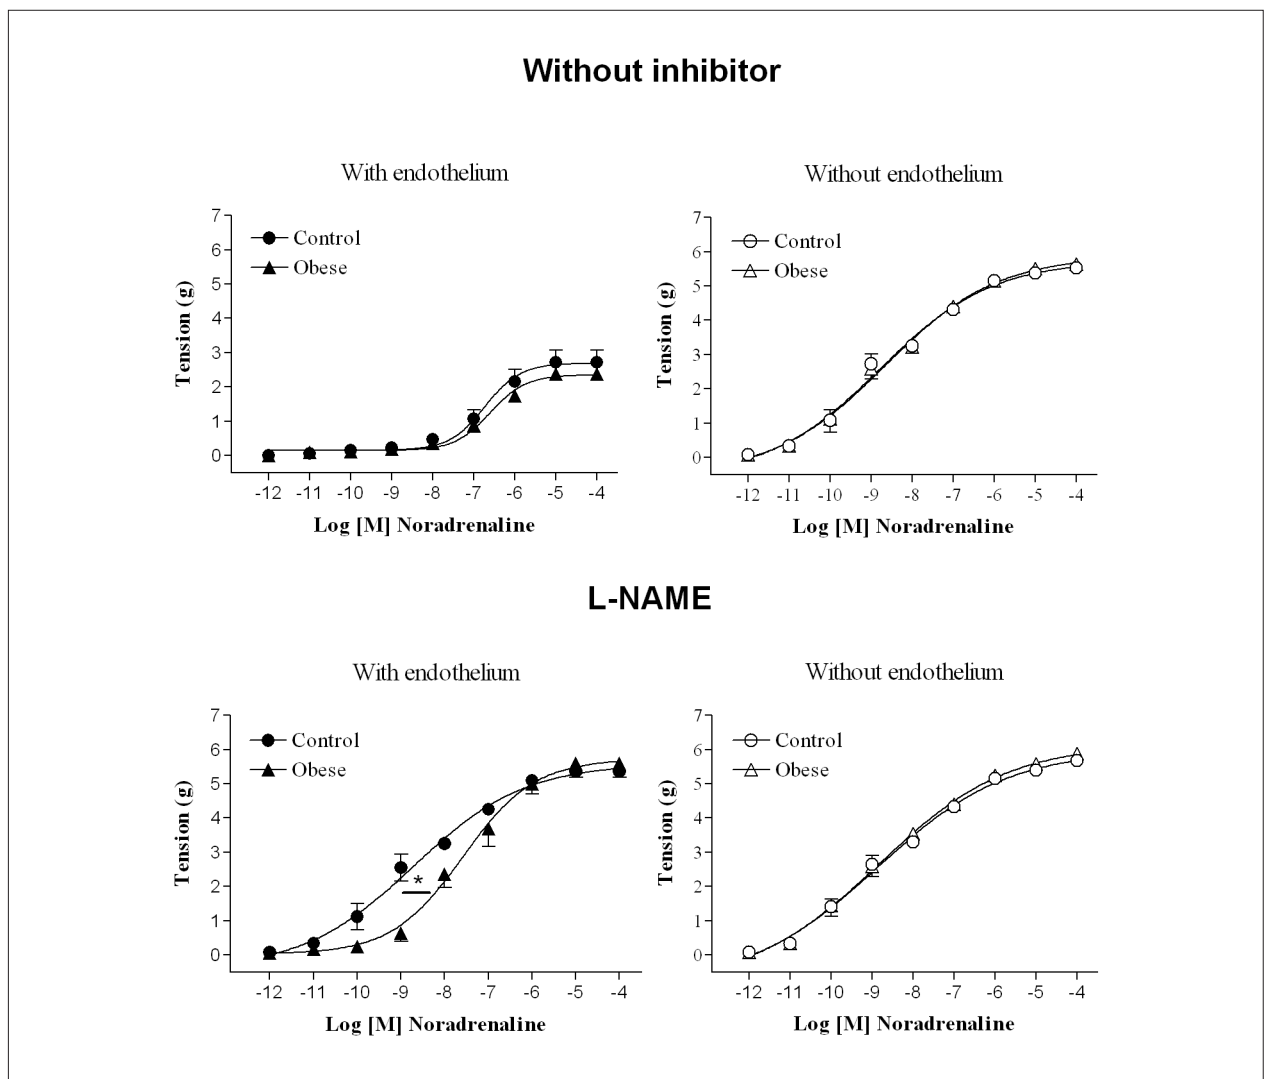 Without inhibitor
With endothelium
Without endothelium
7
6
5
4
3
2
1
0
Tension (g)
Control
Obese
-12 -11 -10 -9 -8 -7 -6 -5 -4
Log [M] Noradrenaline
7
6
5
4
3
2
1
0
Tension (g)
Control
Obese
-12 -11 -10 -9 -8 -7 -6 -5 -4
Log [M] Noradrenaline
L-NAME
With endothelium
Without endothelium
7
6
5
4
3
2
1
0
Tension (g)
Control
Obese
*
-12 -11 -10 -9 -8 -7 -6 -5 -4
Log [M] Noradrenaline
7
6
5
4
3
2
1
0
Tension (g)
Control
Obese
-12 -11 -10 -9 -8 -7 -6 -5 -4
Log [M] Noradrenaline